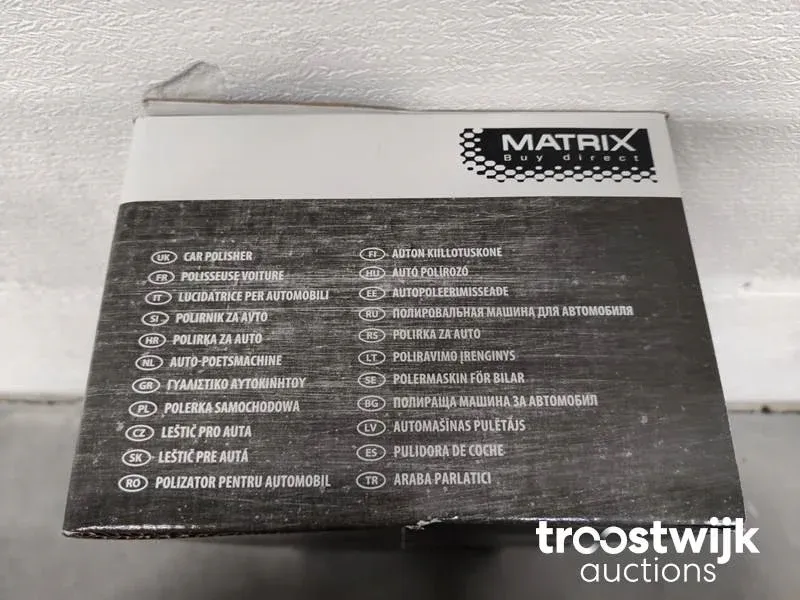 MATRIX
Buy direct
UK CAR POLISHER
FR POLISSEUSE VOITURE
IT LUCIDATRICE PER AUTOMOBILI
SI POLIRNIK ZA AVTO
HR POLIRKA ZA AUTO
NL AUTO-POETSMACHINE
GR ΓΥΑΛΙΣΤΙΚΟ ΑΥΤΟΚΙΝΗΤΟΥ
PL POLERKA SAMOCHODOWA
CZ LEŠTIČ PRO AUTA
SK LEŠTIČ PRE AUTÁ
RO POLIZATOR PENTRU AUTOMOBIL
FI AUTON KIILLOTUSKONE
HU AUTÓ POLÍROZÓ
EE AUTOPOLEERIMISSEADE
RU ПОЛИРОВАЛЬНАЯ МАШИНА ДЛЯ АВТОМОБИЛЯ
RS POLIRKA ZA AUTO
LT POLIRAVIMO ĮRENGINYS
SE POLERMASKIN FÖR BILAR
BG ПОЛИРАЩА МАШИНА ЗА АВТОМОБИЛ
LV AUTOMAŠĪNAS PULĒTĀJS
ES PULIDORA DE COCHE
TR ARABA PARLATICI
troostwijk
auctions